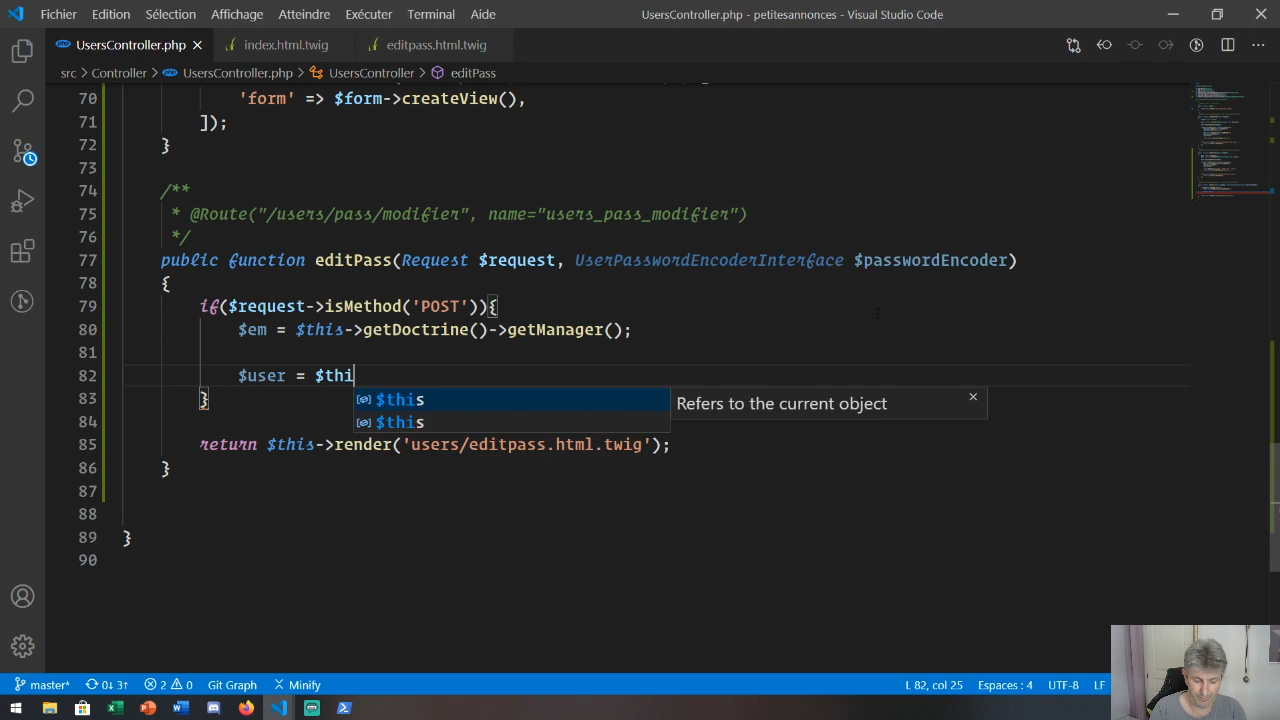 Fichier Edition Sélection Affichage Atteindre Exécuter Terminal Aide
UsersController.php - petitesannonces - Visual Studio Code
UsersController.php index.html.twig editpass.html.twig
src > Controller > UsersController.php > UsersController > editPass
70 'form' => $form->createView(),
71 ]);
72 }
73
74 /**
75 * @Route("/users/pass/modifier", name="users_pass_modifier")
76 */
77 public function editPass(Request $request, UserPasswordEncoderInterface $passwordEncoder)
78 {
79 if($request->isMethod('POST')){
80 $em = $this->getDoctrine()->getManager();
81
82 $user = $thi
83 }
$this
$this
Refers to the current object
84
85 return $this->render('users/editpass.html.twig');
86 }
87
88
89 }
90
master* 0↓ 3↑ 2 0 Git Graph Minify L 82, col 25 Espaces : 4 UTF-8 LF